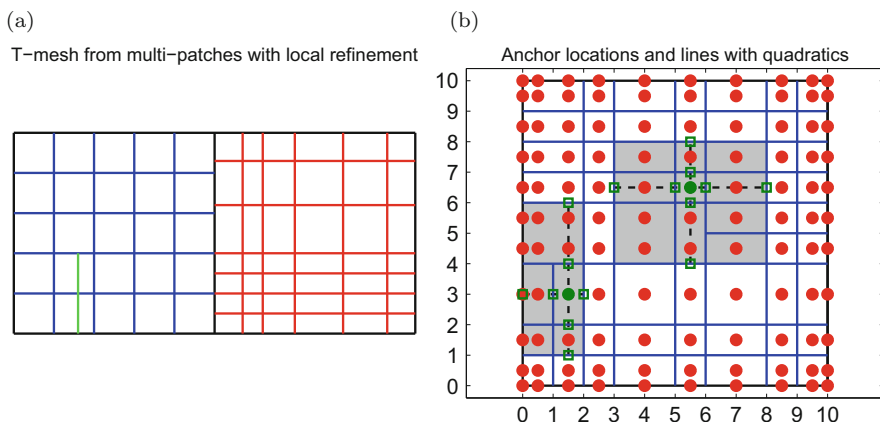 (a)
T-mesh from multi-patches with local refinement
(b)
Anchor locations and lines with quadratics
10
9
8
7
6
5
4
3
2
1
0
0 1 2 3 4 5 6 7 8 9 10